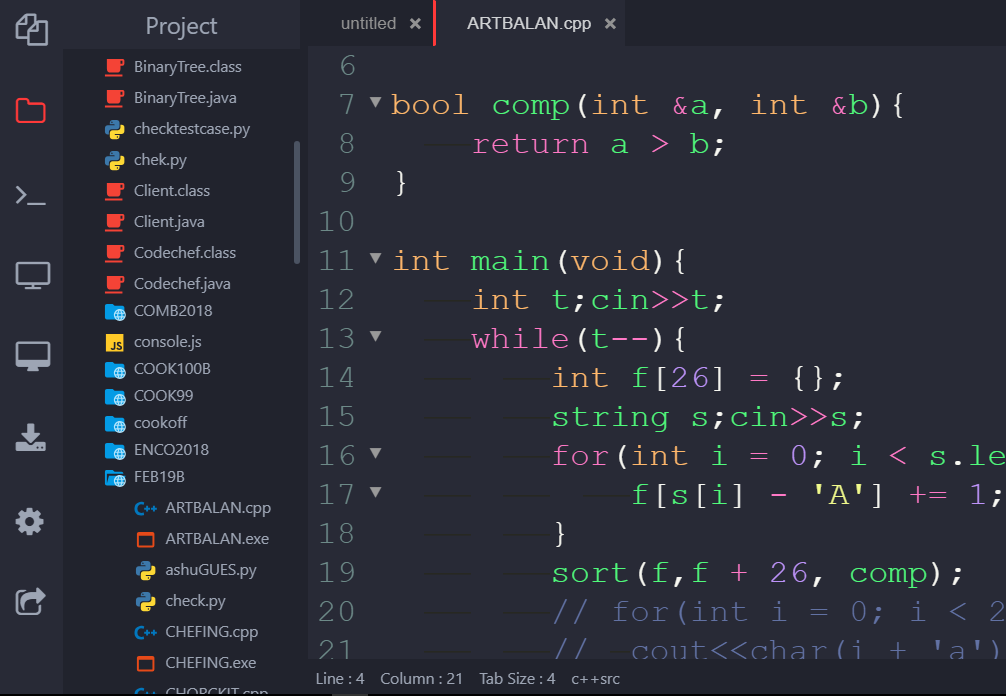 Project
BinaryTree.class
BinaryTree.java
checktestcase.py
chek.py
Client.class
Client.java
Codechef.class
Codechef.java
COMB2018
JS console.js
COOK100B
COOK99
cookoff
ENCO2018
FEB19B
C++ ARTBALAN.cpp
ARTBALAN.exe
ashuGUES.py
check.py
C++ CHEFING.cpp
CHEFING.exe
untitled × ARTBALAN.cpp ×
6
7 bool comp(int &a, int &b){
8 return a > b;
9 }
10
11 int main(void){
12 int t;cin>>t;
13 while(t--){
14 int f[26] = {};
15 string s;cin>>s;
16 for(int i = 0; i < s.le
17 f[s[i] - 'A'] += 1;
18 }
19 sort(f,f + 26, comp);
20 // for(int i = 0; i < 2
21 // cout<<char(i + 'a')
Line : 4 Column : 21 Tab Size : 4 c++src